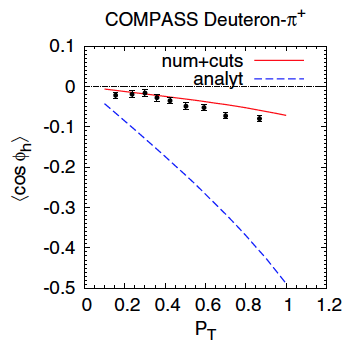 COMPASS Deuteron-π⁺
0.1
0
-0.1
-0.2
-0.3
-0.4
-0.5
⟨cos ϕh⟩
num+cuts
analyt
0 0.2 0.4 0.6 0.8 1 1.2
PT